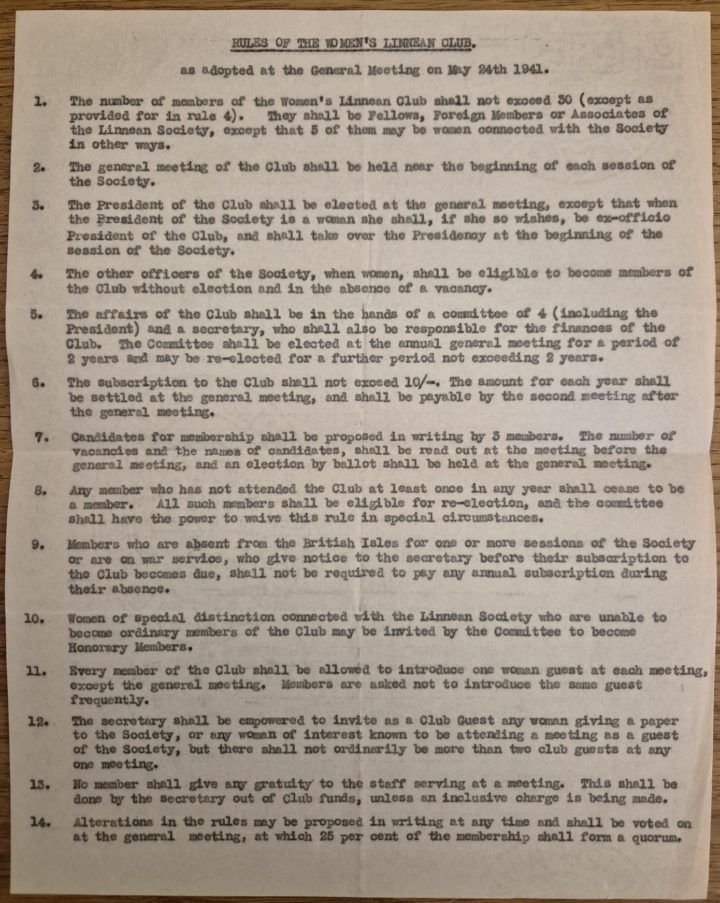 RULES OF THE WOMEN'S LINNEAN CLUB.
as adopted at the General Meeting on May 24th 1941.
1. The number of members of the Women's Linnean Club shall not exceed 30 (except as
provided for in rule 4). They shall be Fellows, Foreign Members or Associates of
the Linnean Society, except that 5 of them may be women connected with the Society
in other ways.
2. The general meeting of the Club shall be held near the beginning of each session of
the Society.
3. The President of the Club shall be elected at the general meeting, except that when
the President of the Society is a woman she shall, if she so wishes, be ex-officio
President of the Club, and shall take over the Presidency at the beginning of the
session of the Society.
4. The other officers of the Society, when women, shall be eligible to become members of
the Club without election and in the absence of a vacancy.
5. The affairs of the Club shall be in the hands of a committee of 4 (including the
President) and a secretary, who shall also be responsible for the finances of the
Club. The Committee shall be elected at the annual general meeting for a period of
2 years and may be re-elected for a further period not exceeding 2 years.
6. The subscription to the Club shall not exceed 10/-. The amount for each year shall
be settled at the general meeting, and shall be payable by the second meeting after
the general meeting.
7. Candidates for membership shall be proposed in writing by 3 members. The number of
vacancies and the names of candidates, shall be read out at the meeting before the
general meeting, and an election by ballot shall be held at the general meeting.
8. Any member who has not attended the Club at least once in any year shall cease to be
a member. All such members shall be eligible for re-election, and the committee
shall have the power to waive this rule in special circumstances.
9. Members who are absent from the British Isles for one or more sessions of the Society
or are on war service, who give notice to the secretary before their subscription to
the Club becomes due, shall not be required to pay any annual subscription during
their absence.
10. Women of special distinction connected with the Linnean Society who are unable to
become ordinary members of the Club may be invited by the Committee to become
Honorary Members.
11. Every member of the Club shall be allowed to introduce one woman guest at each meeting,
except the general meeting. Members are asked not to introduce the same guest
frequently.
12. The secretary shall be empowered to invite as a Club Guest any woman giving a paper
to the Society, or any woman of interest known to be attending a meeting as a guest
of the Society, but there shall not ordinarily be more than two club guests at any
one meeting.
13. No member shall give any gratuity to the staff serving at a meeting. This shall be
done by the secretary out of Club funds, unless an inclusive charge is being made.
14. Alterations in the rules may be proposed in writing at any time and shall be voted on
at the general meeting, at which 25 per cent of the membership shall form a quorum.